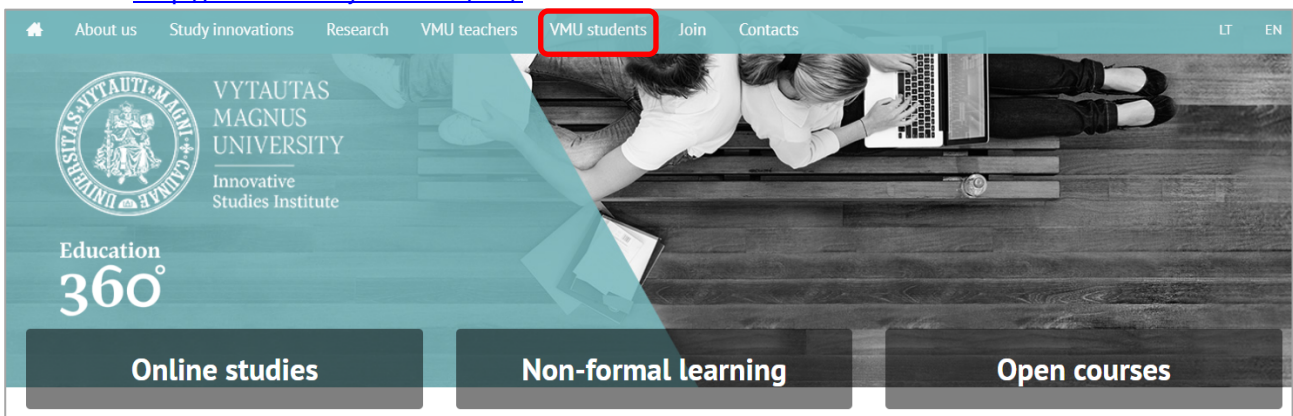 About us Study innovations Research VMU teachers VMU students Join Contacts LT EN
VYTAUTAS
MAGNUS
UNIVERSITY
Innovative
Studies Institute
Education
360°
Online studies Non-formal learning Open courses